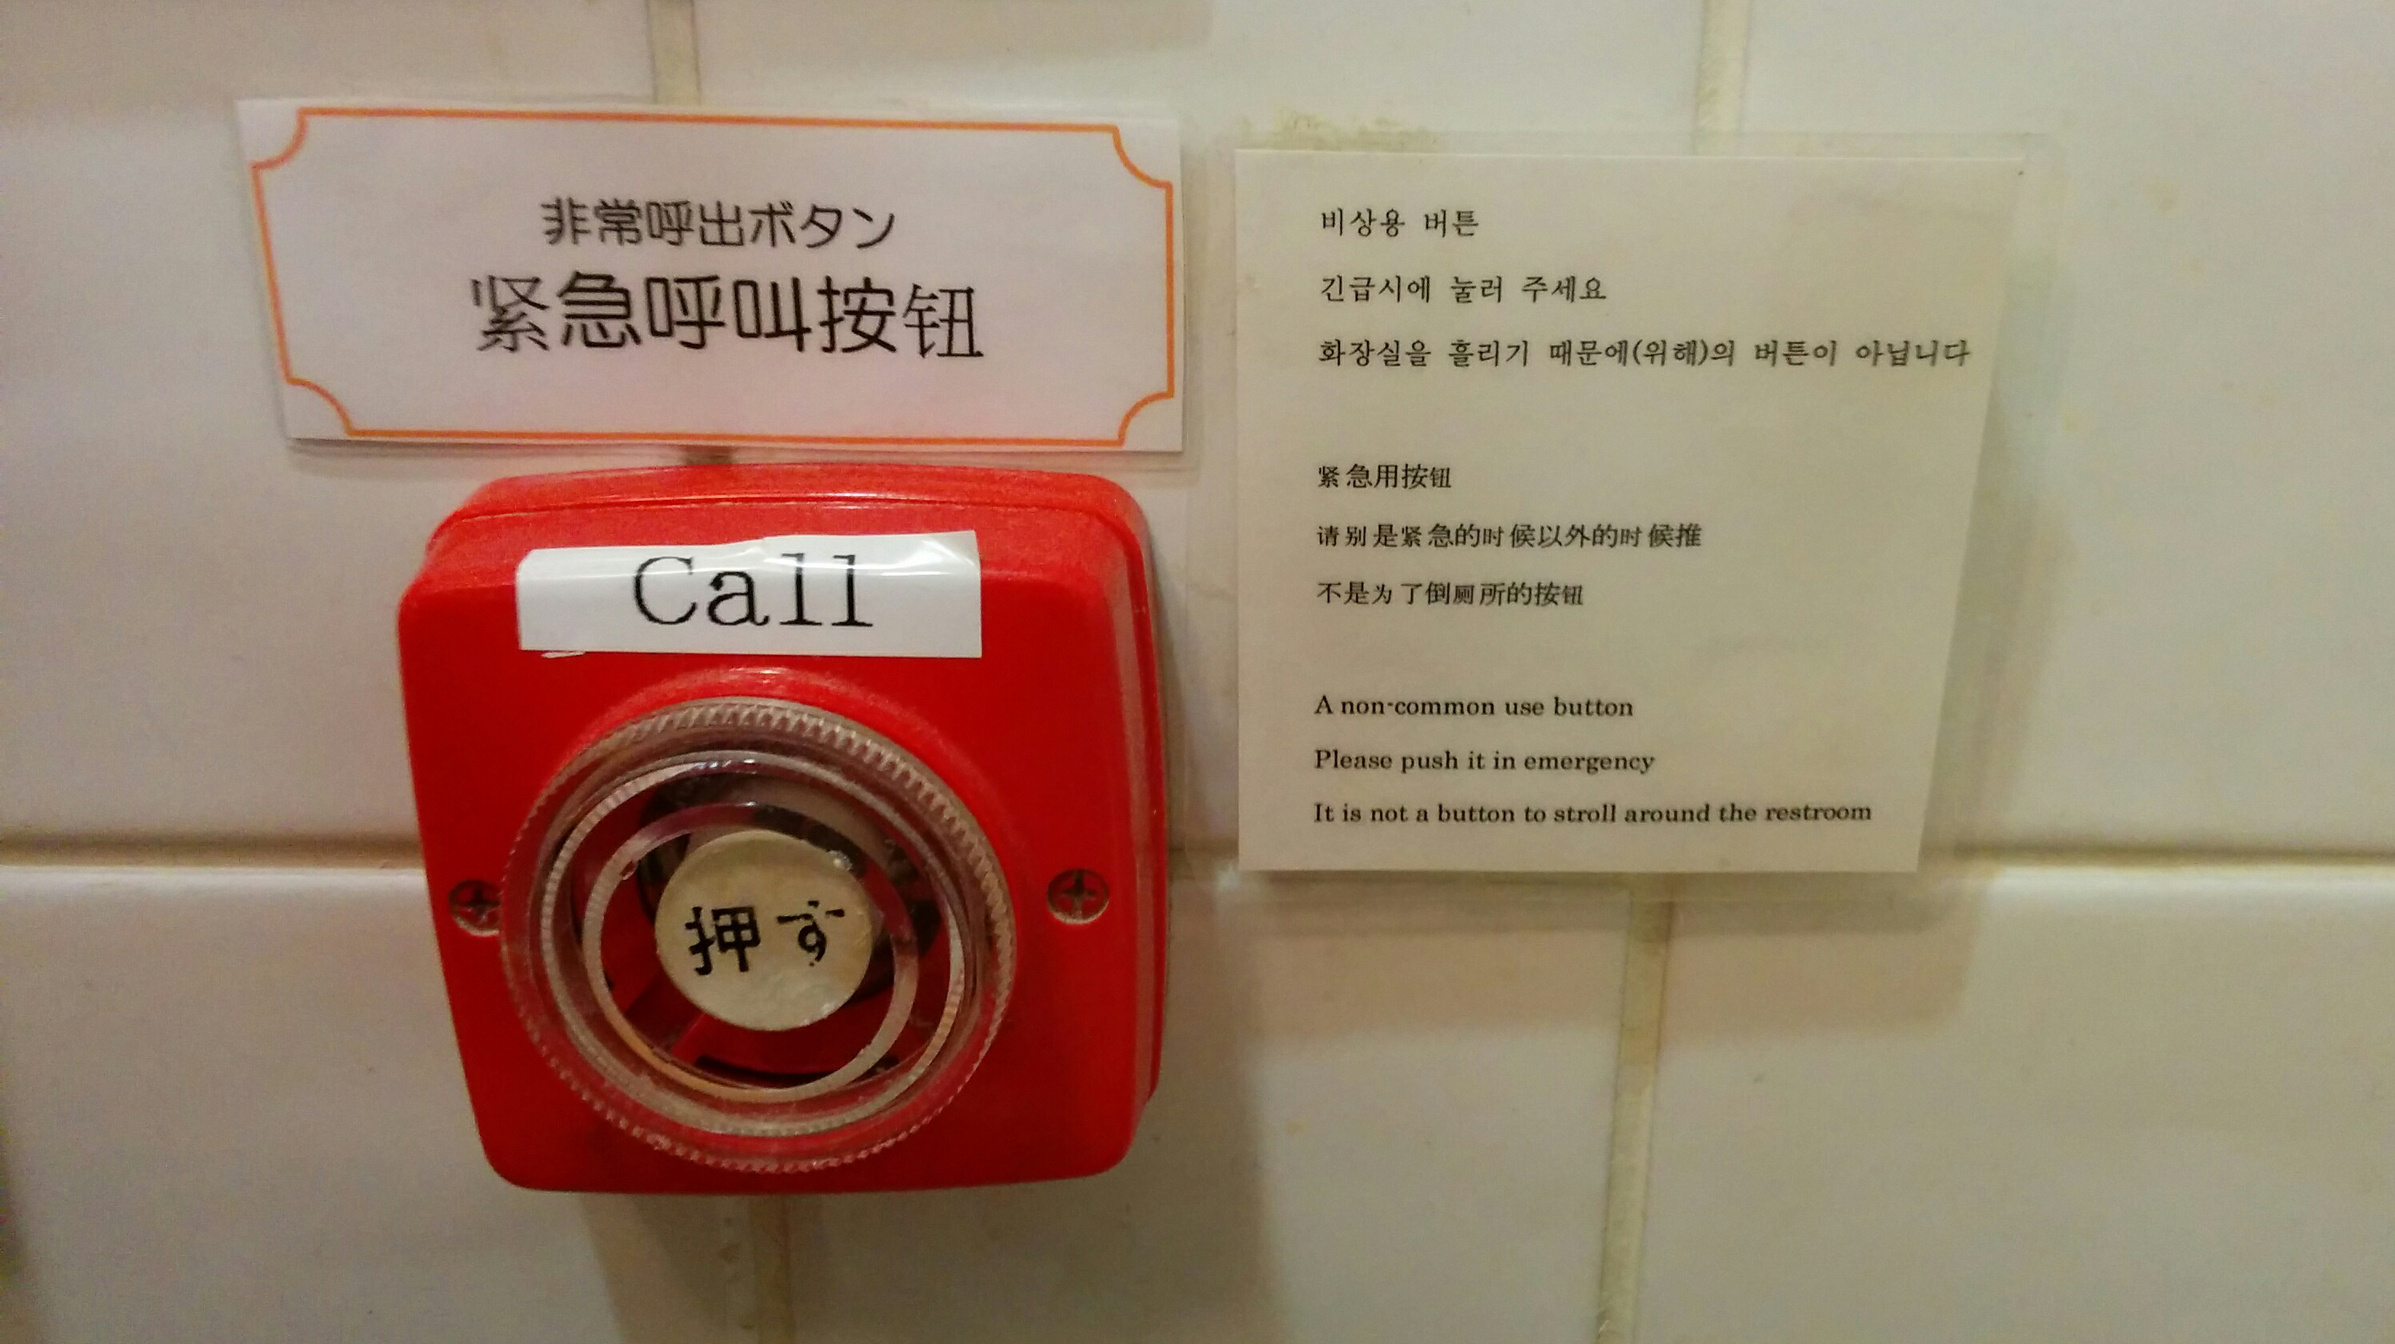 非常呼出ボタン
紧急呼叫按钮
Call
押す
비상용 버튼
긴급시에 눌러 주세요
화장실을 흘리기 때문에(위해)의 버튼이 아닙니다
紧急用按钮
请别是紧急的时候以外的时候推
不是为了倒厕所的按钮
A non-common use button
Please push it in emergency
It is not a button to stroll around the restroom